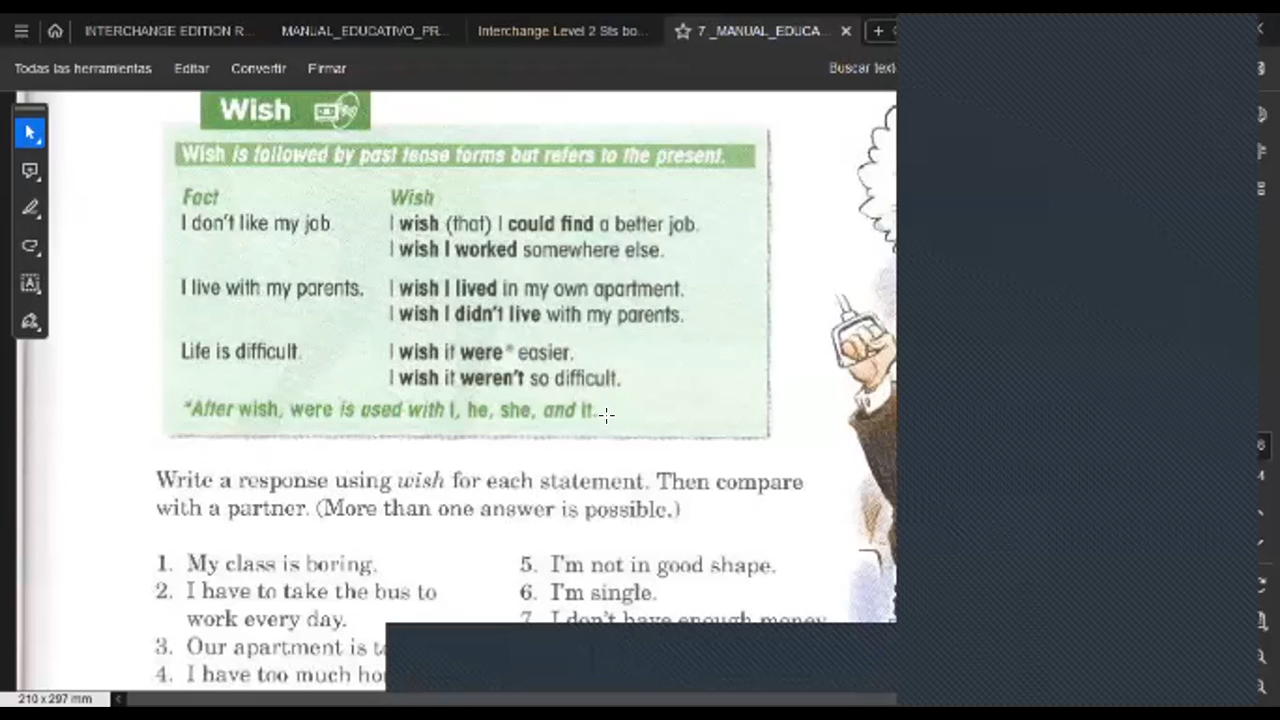 INTERCHANGE EDITION R...
MANUAL_EDUCATIVO_PR...
Interchange Level 2 Sts bo...
7 _MANUAL_EDUCA...
Todas las herramientas
Editar
Convertir
Firmar
Buscar text
Wish
Wish is followed by past tense forms but refers to the present.
Fact Wish
I don't like my job. I wish (that) I could find a better job.
I wish I worked somewhere else.
I live with my parents. I wish I lived in my own apartment.
I wish I didn't live with my parents.
Life is difficult. I wish it were* easier.
I wish it weren't so difficult.
*After wish, were is used with I, he, she, and it.
Write a response using wish for each statement. Then compare
with a partner. (More than one answer is possible.)
1. My class is boring.
2. I have to take the bus to
work every day.
3. Our apartment is
4. I have too much
5. I'm not in good shape.
6. I'm single.
7. I don't have enough money
210 x 297 mm